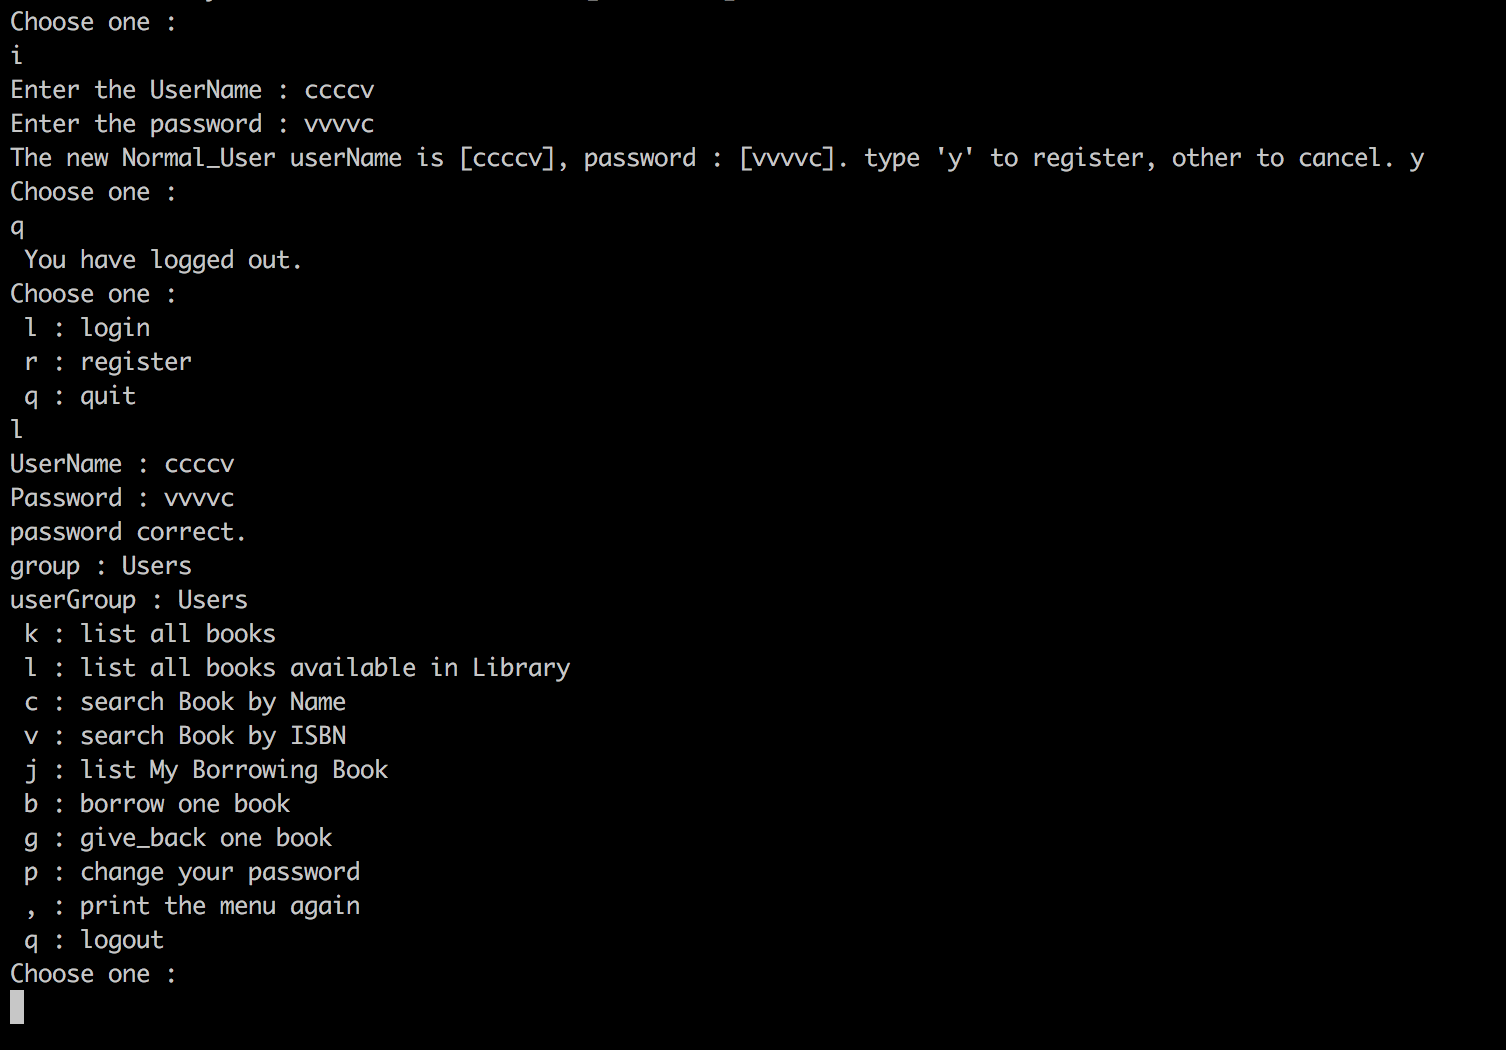 Choose one :
i
Enter the UserName : ccccv
Enter the password : vvvvc
The new Normal_User userName is [ccccv], password : [vvvvc]. type 'y' to register, other to cancel. y
Choose one :
q
 You have logged out.
Choose one :
 l : login
 r : register
 q : quit
l
UserName : ccccv
Password : vvvvc
password correct.
group : Users
userGroup : Users
 k : list all books
 l : list all books available in Library
 c : search Book by Name
 v : search Book by ISBN
 j : list My Borrowing Book
 b : borrow one book
 g : give_back one book
 p : change your password
 , : print the menu again
 q : logout
Choose one :